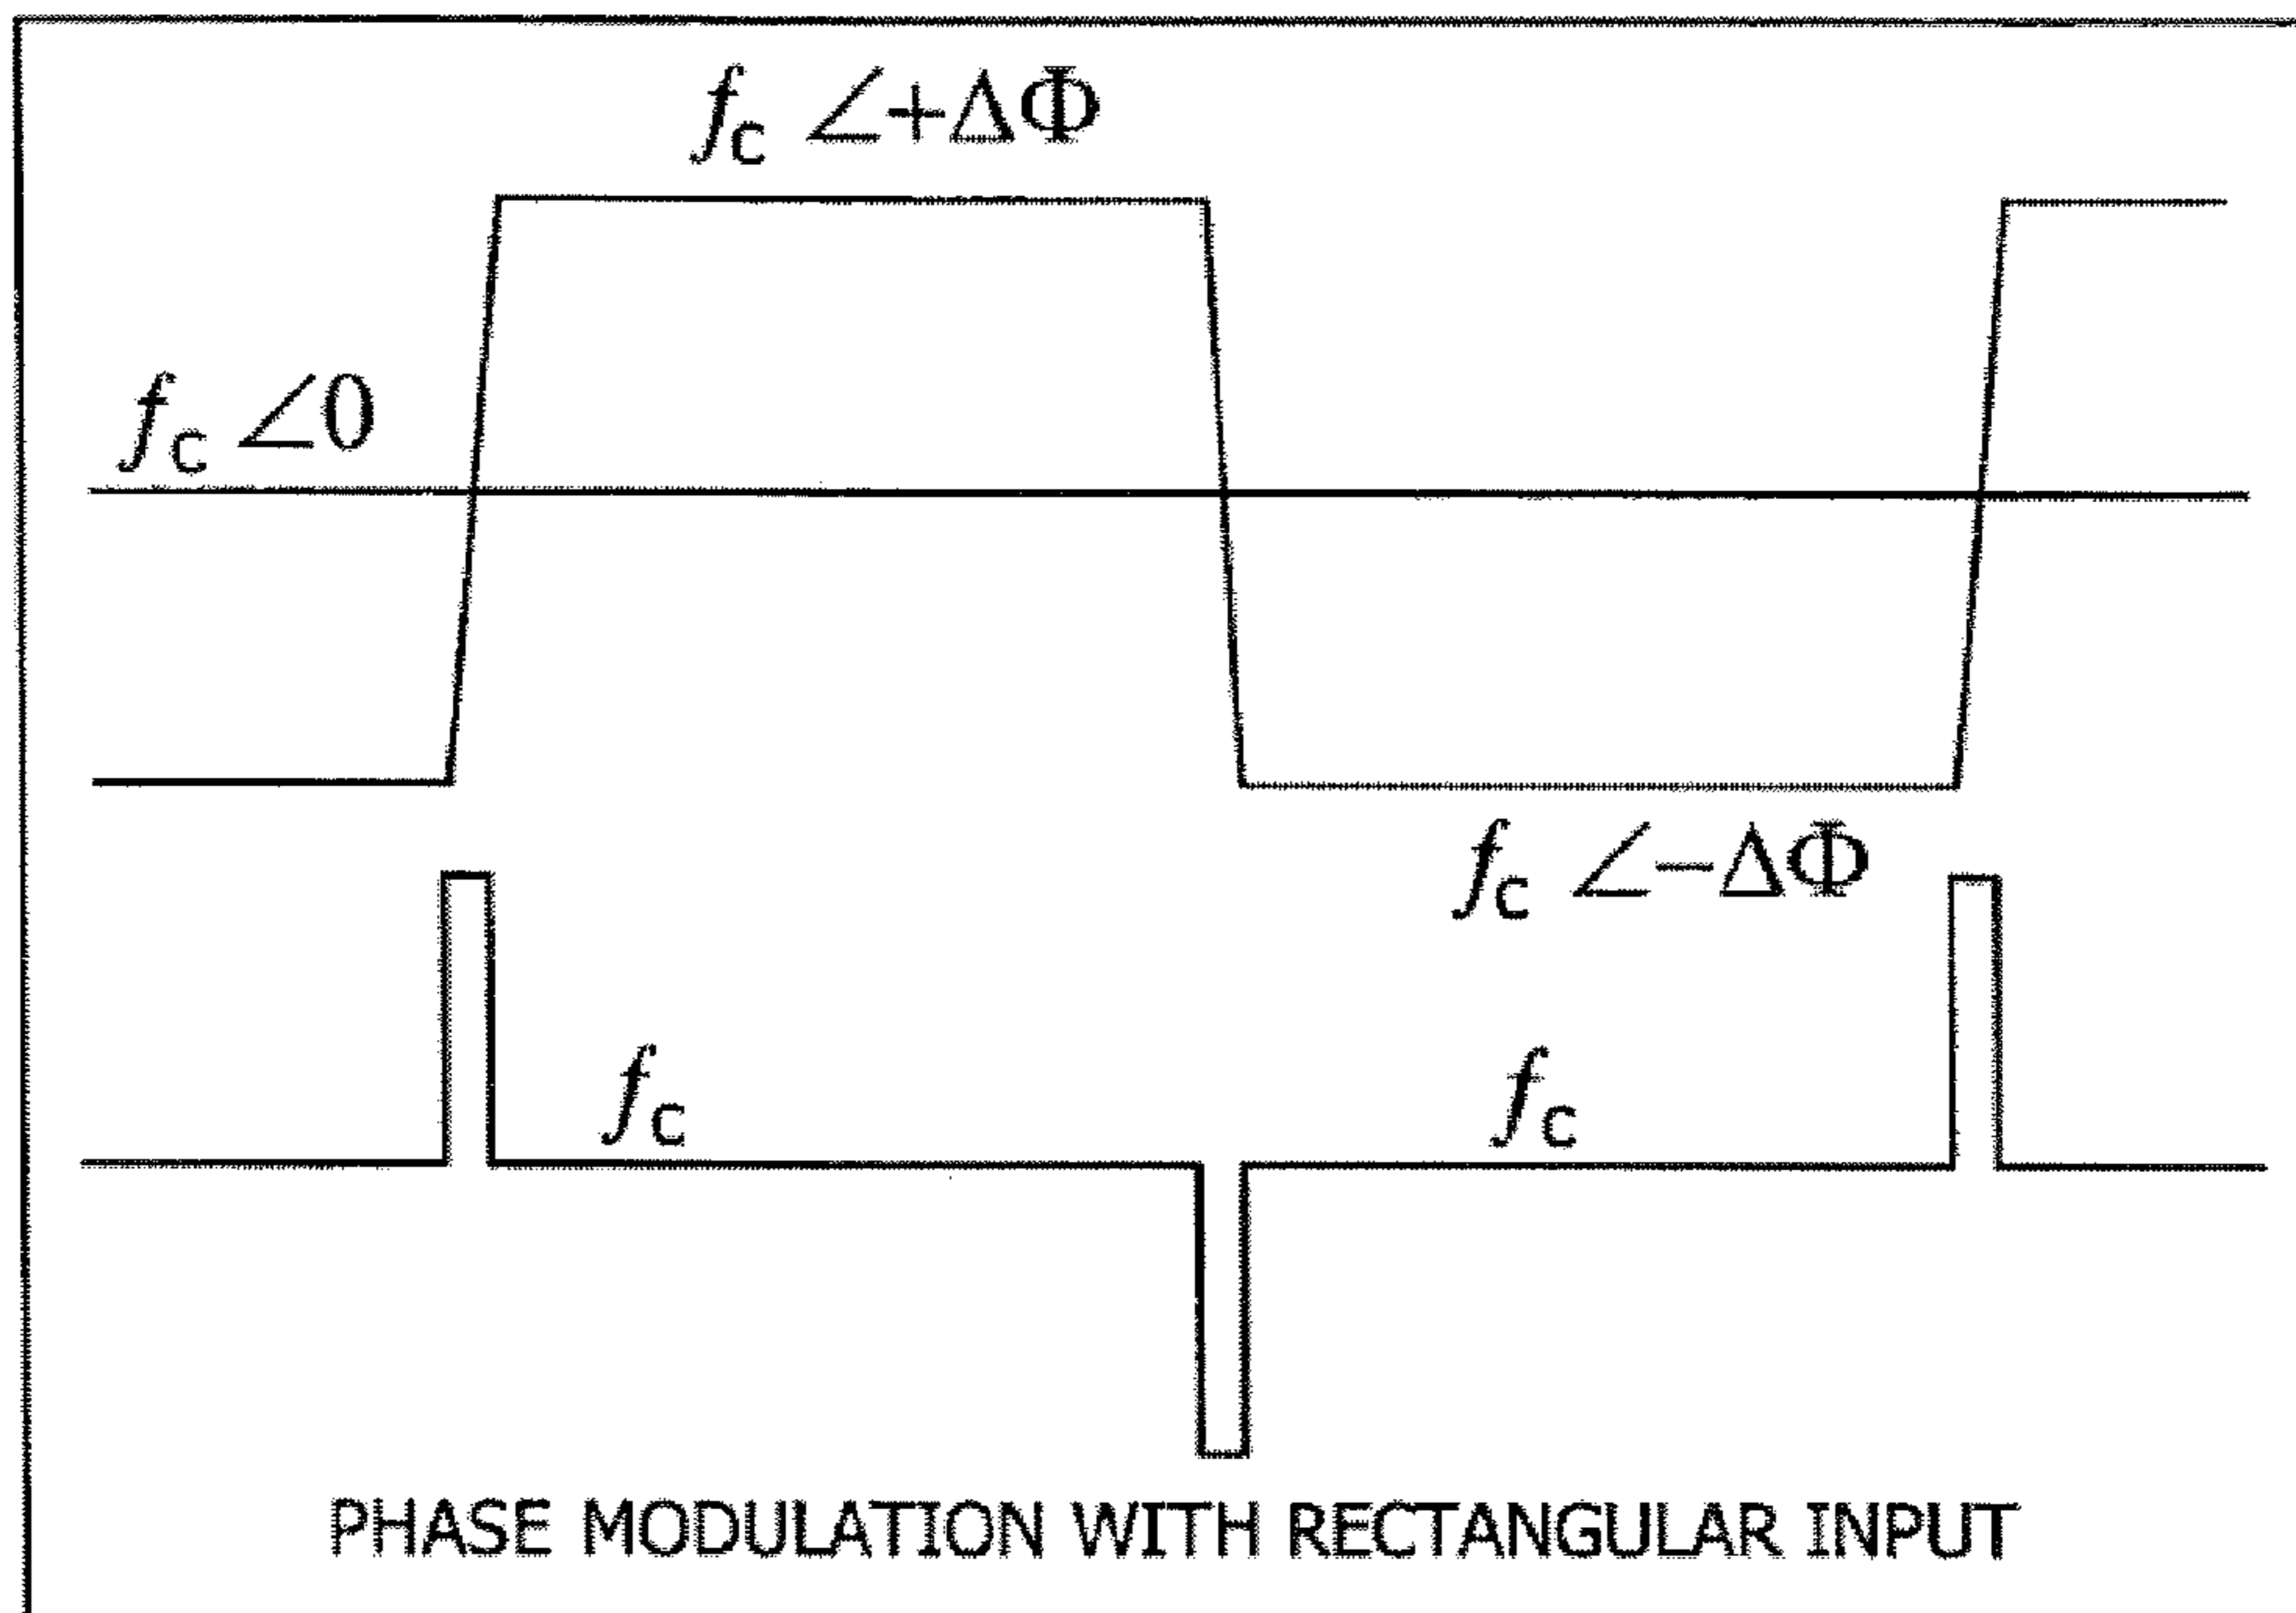 fc ∠+ΔΦ
fc ∠0
fc ∠−ΔΦ
fc
fc
PHASE MODULATION WITH RECTANGULAR INPUT